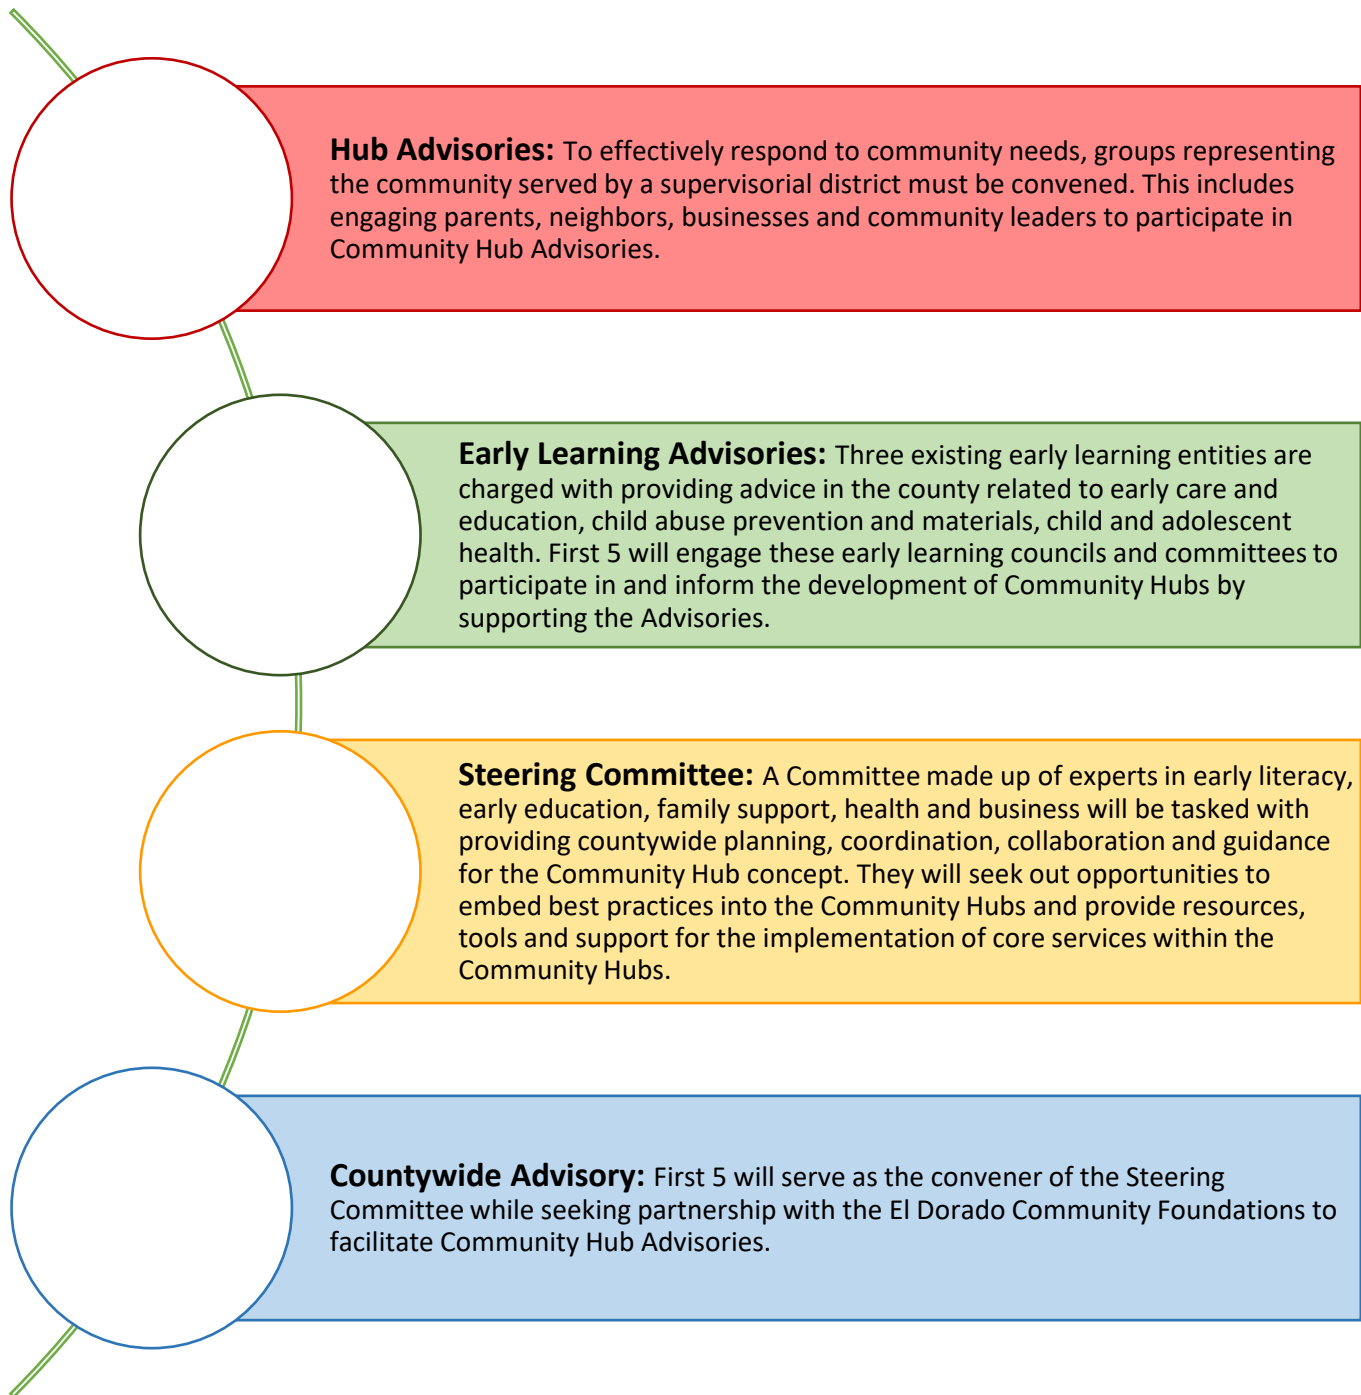 Hub Advisories: To effectively respond to community needs, groups representing
the community served by a supervisorial district must be convened. This includes
engaging parents, neighbors, businesses and community leaders to participate in
Community Hub Advisories.
Early Learning Advisories: Three existing early learning entities are
charged with providing advice in the county related to early care and
education, child abuse prevention and materials, child and adolescent
health. First 5 will engage these early learning councils and committees to
participate in and inform the development of Community Hubs by
supporting the Advisories.
Steering Committee: A Committee made up of experts in early literacy,
early education, family support, health and business will be tasked with
providing countywide planning, coordination, collaboration and guidance
for the Community Hub concept. They will seek out opportunities to
embed best practices into the Community Hubs and provide resources,
tools and support for the implementation of core services within the
Community Hubs.
Countywide Advisory: First 5 will serve as the convener of the Steering
Committee while seeking partnership with the El Dorado Community Foundations to
facilitate Community Hub Advisories.